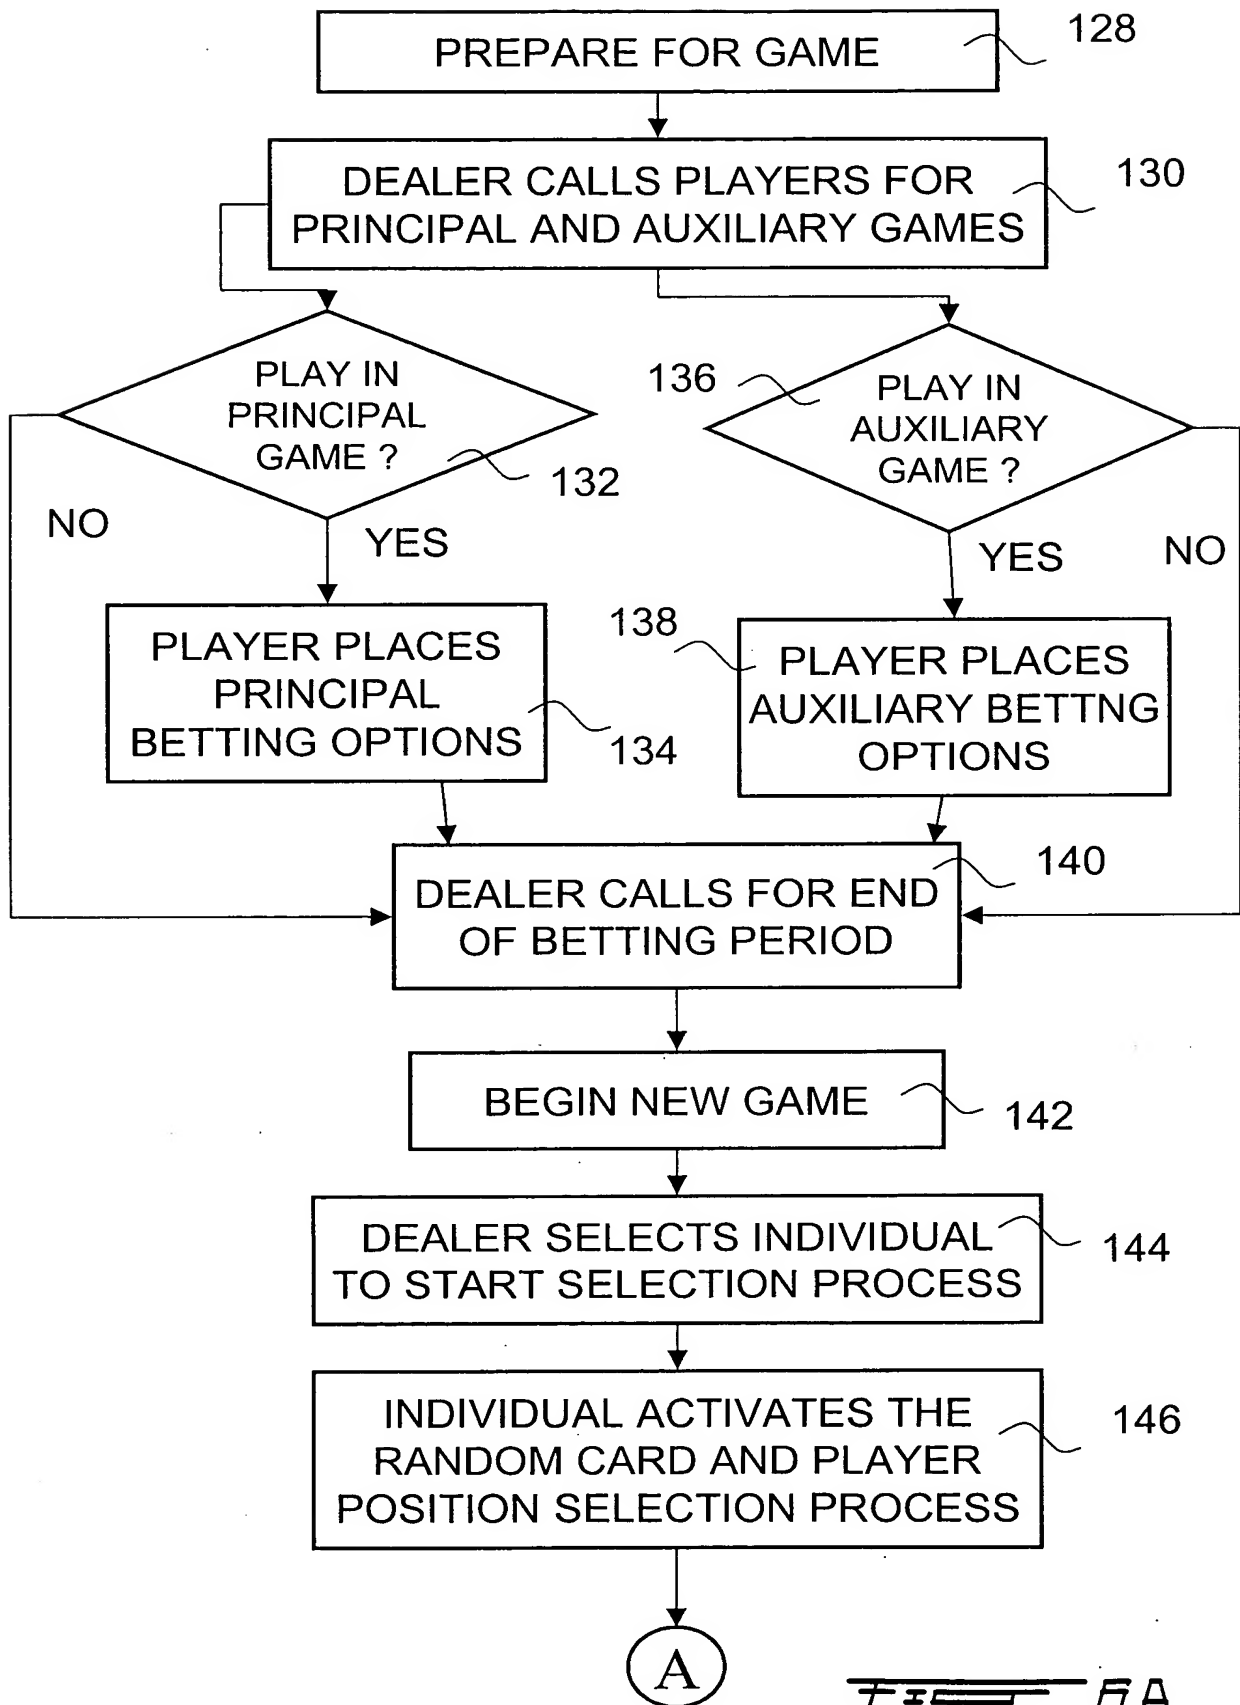 PREPARE FOR GAME
128
DEALER CALLS PLAYERS FOR
PRINCIPAL AND AUXILIARY GAMES
130
PLAY IN
PRINCIPAL
GAME ?
132
136
PLAY IN
AUXILIARY
GAME ?
NO
YES
YES
NO
PLAYER PLACES
PRINCIPAL
BETTING OPTIONS
134
138
PLAYER PLACES
AUXILIARY BETTNG
OPTIONS
140
DEALER CALLS FOR END
OF BETTING PERIOD
BEGIN NEW GAME
142
DEALER SELECTS INDIVIDUAL
TO START SELECTION PROCESS
144
INDIVIDUAL ACTIVATES THE
RANDOM CARD AND PLAYER
POSITION SELECTION PROCESS
146
A